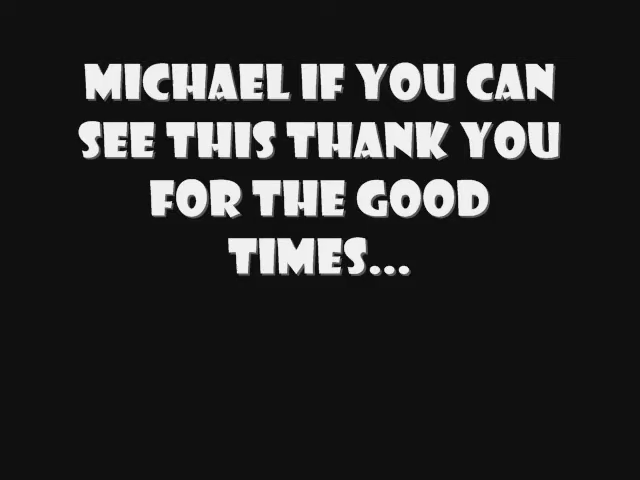 MICHAEL IF YOU CAN
SEE THIS THANK YOU
FOR THE GOOD
TIMES...